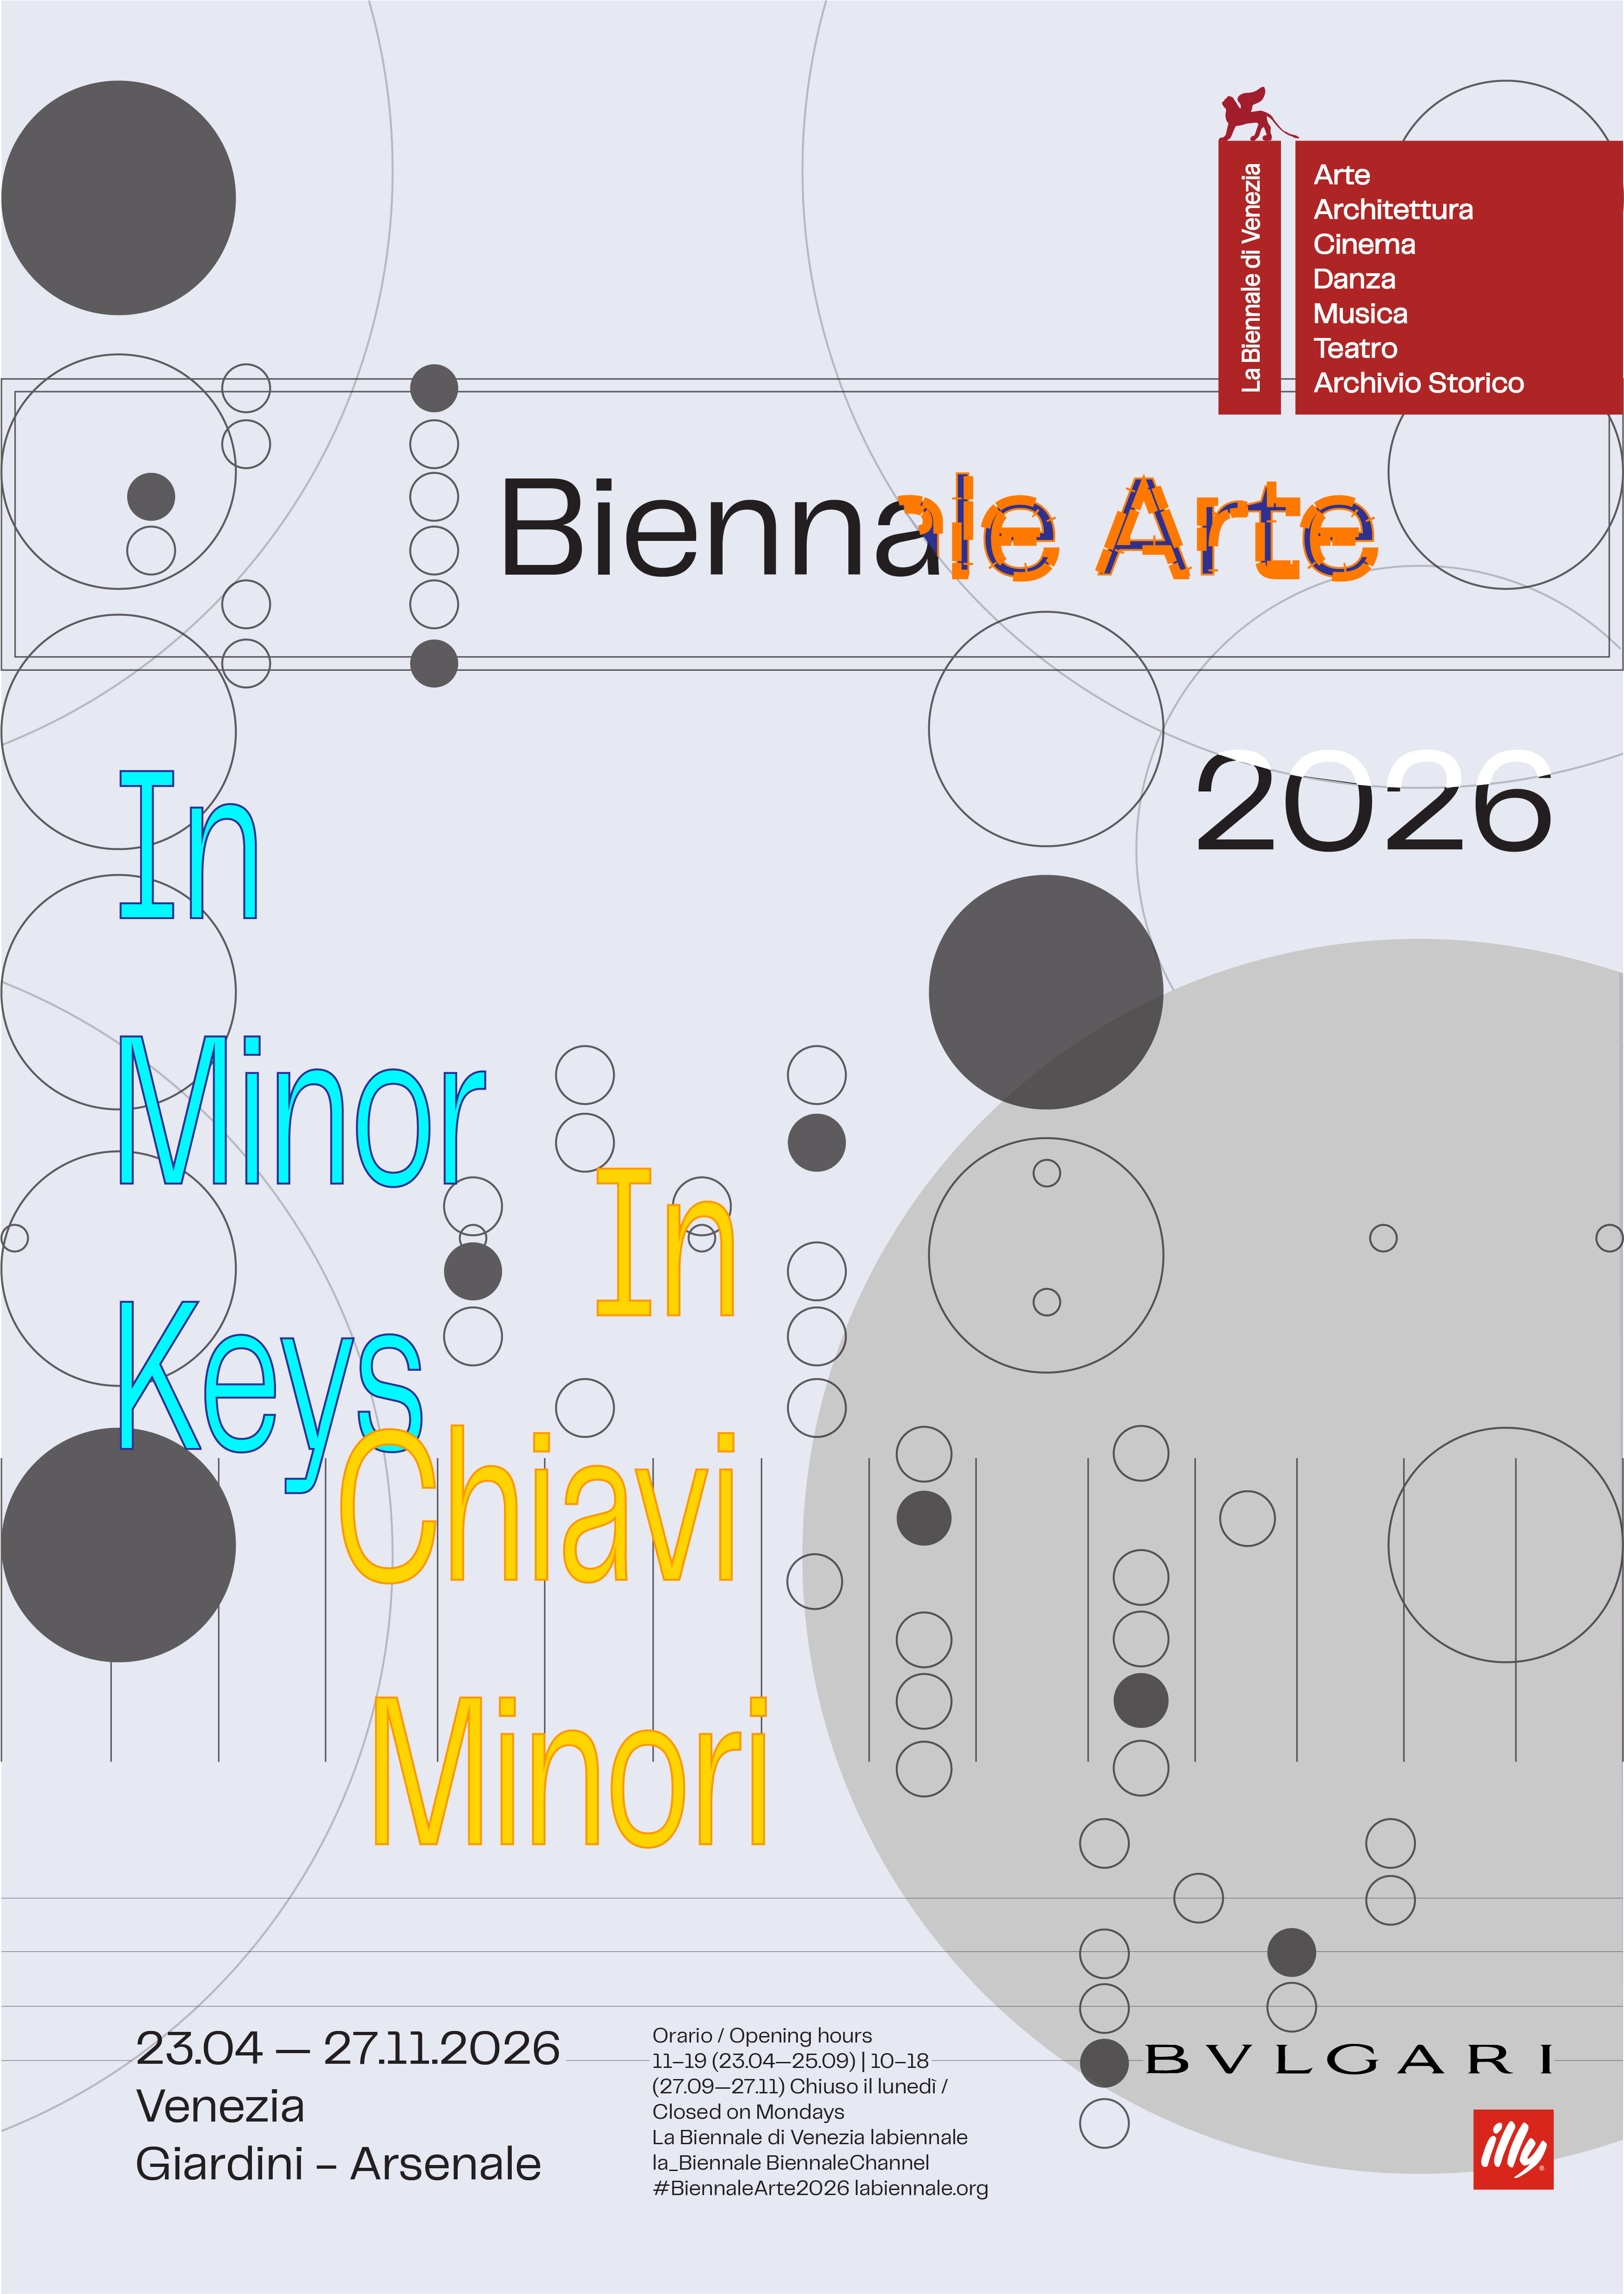 La Biennale di Venezia
Arte
Architettura
Cinema
Danza
Musica
Teatro
Archivio Storico
Biennale Arte
2026
In
Minor
Keys
In
Chiavi
Minori
23.04 — 27.11.2026
Venezia
Giardini – Arsenale
Orario / Opening hours
11–19 (23.04—25.09) | 10–18
(27.09—27.11) Chiuso il lunedì /
Closed on Mondays
La Biennale di Venezia labiennale
la_Biennale BiennaleChannel
#BiennaleArte2026 labiennale.org
BVLGARI
illy